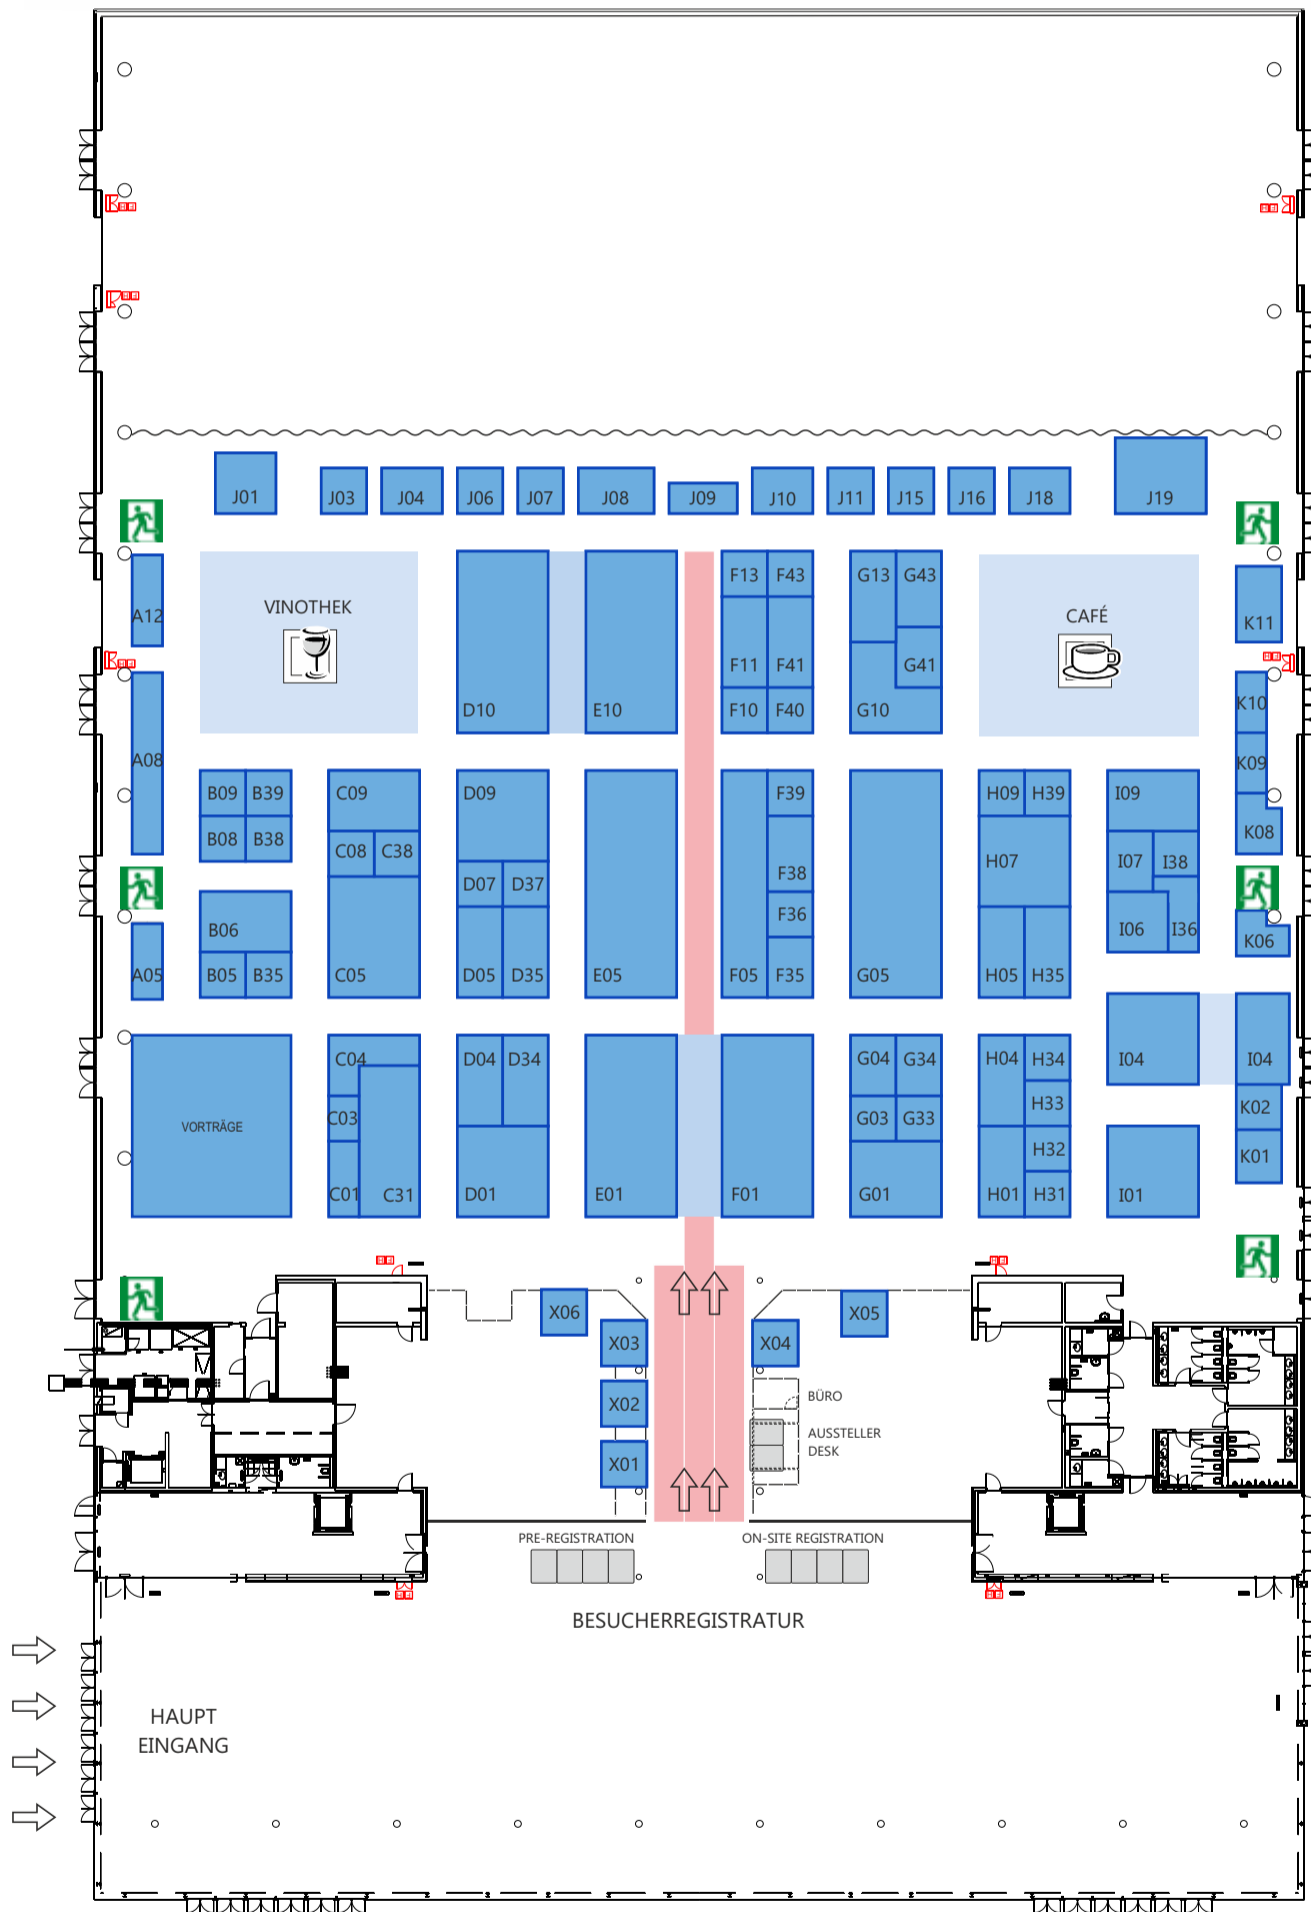 J01 J03 J04 J06 J07 J08 J09 J10 J11 J15 J16 J18 J19
F13 F43 G13 G43
VINOTHEK CAFÉ
A12 K11
F11 F41 G41
D10 E10 F10 F40 G10 K10
A08 K09
B09 B39 C09 D09 F39 H09 H39 I09
B08 B38 C08 C38 K08
H07 I07 I38
D07 D37 F38
F36
B06 I06 I36 K06
A05 B05 B35 C05 D05 D35 E05 F05 F35 G05 H05 H35
C04 D04 D34 G04 G34 H04 H34 I04 I04
C03 G03 G33 H33 K02
VORTRÄGE
H32 K01
C01 C31 D01 E01 F01 G01 H01 H31 I01
X06 X05
X03 X04
X02 BÜRO
AUSSTELLER
DESK
X01
PRE-REGISTRATION ON-SITE REGISTRATION
BESUCHERREGISTRATUR
HAUPT
EINGANG